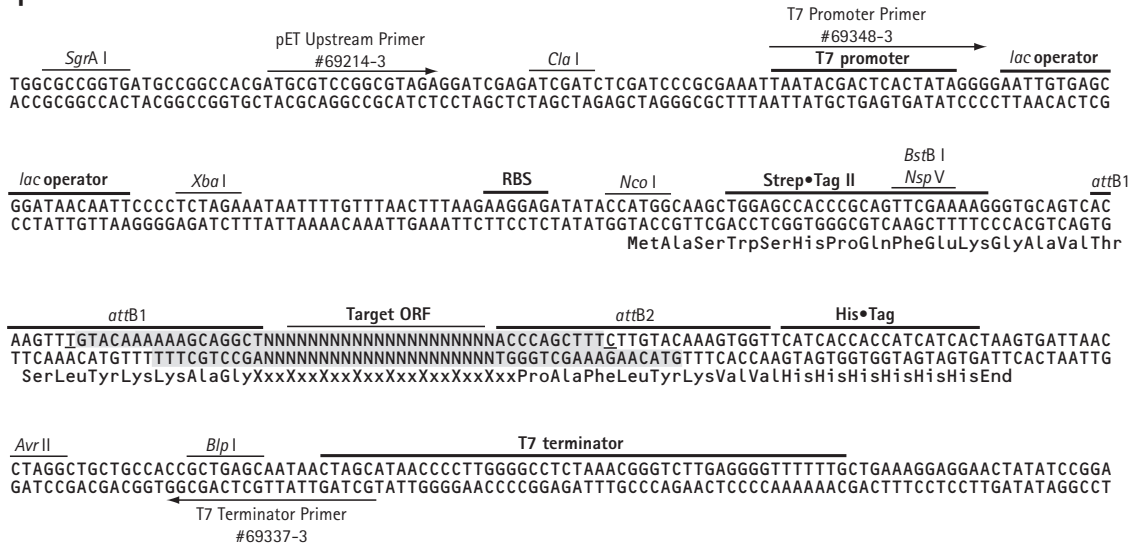 T7 Promoter Primer
#69348-3
pET Upstream Primer
#69214-3
SgrA I
Cla I
T7 promoter
lac operator
TGGCGCCGGTGATGCCGGCCACGATGCGTCCGGCGTAGAGGATCGAGATCGATCTCGATCCCGCGAAATTAATACGACTCACTATAGGGGAATTGTGAGC
ACCGCGGCCACTACGGCCGGTGCTACGCAGGCCGCATCTCCTAGCTCTAGCTAGAGCTAGGGCGCTTTAATTATGCTGAGTGATATCCCCTTAACACTCG
BstB I
lac operator
Xba I
RBS
Nco I
Strep•Tag II
Nsp V
attB1
GGATAACAATTCCCCTCTAGAAATAATTTTGTTTAACTTTAAGAAGGAGATATACCATGGCAAGCTGGAGCCACCCGCAGTTCGAAAAGGGTGCAGTCAC
CCTATTGTTAAGGGGAGATCTTTATTAAAACAAATTGAAATTCTTCCTCTATATGGTACCGTTCGACCTCGGTGGGCGTCAAGCTTTTCCCACGTCAGTG
MetAlaSerTrpSerHisProGlnPheGluLysGlyAlaValThr
attB1
Target ORF
attB2
His•Tag
AAGTTTGTACAAAAAAGCAGGCTNNNNNNNNNNNNNNNNNNNNNACCCAGCTTTCTTGTACAAAGTGGTTCATCACCACCATCATCACTAAGTGATTAAC
TTCAAACATGTTTTTTCGTCCGANNNNNNNNNNNNNNNNNNNNNTGGGTCGAAAGAACATGTTTCACCAAGTAGTGGTGGTAGTAGTGATTCACTAATTG
SerLeuTyrLysLysAlaGlyXxxXxxXxxXxxXxxXxxXxxProAlaPheLeuTyrLysValValHisHisHisHisHisHisEnd
Avr II
Blp I
T7 terminator
CTAGGCTGCTGCCACCGCTGAGCAATAACTAGCATAACCCCTTGGGGCCTCTAAACGGGTCTTGAGGGGTTTTTTGCTGAAAGGAGGAACTATATCCGGA
GATCCGACGACGGTGGCGACTCGTTATTGATCGTATTGGGGAACCCCGGAGATTTGCCCAGAACTCCCCAAAAAACGACTTTCCTCCTTGATATAGGCCT
T7 Terminator Primer
#69337-3